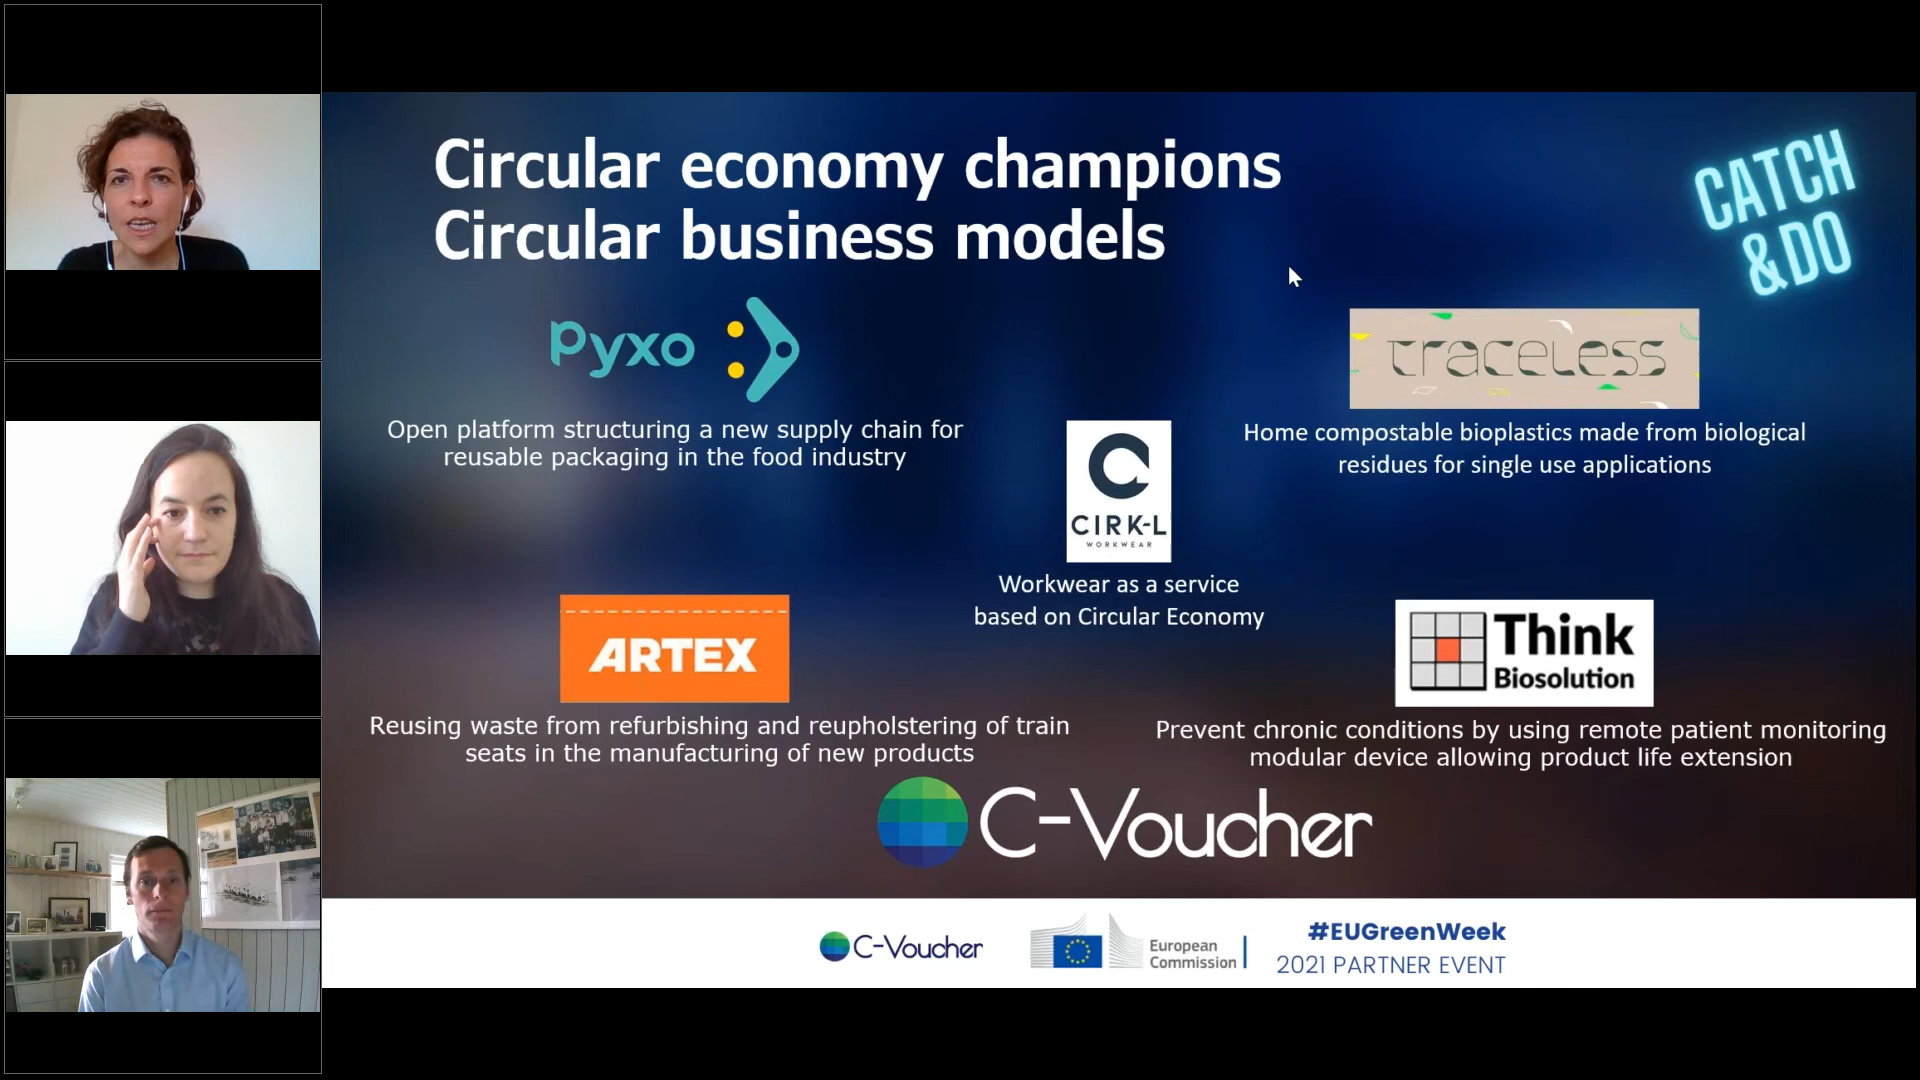 Circular economy champions
Circular business models
CATCH
&DO
pyxo
Open platform structuring a new supply chain for
reusable packaging in the food industry
traceless
Home compostable bioplastics made from biological
residues for single use applications
CIRK-L
WORKWEAR
Workwear as a service
based on Circular Economy
ARTEX
Reusing waste from refurbishing and reupholstering of train
seats in the manufacturing of new products
Think
Biosolution
Prevent chronic conditions by using remote patient monitoring
modular device allowing product life extension
C-Voucher
C-Voucher
European
Commission
#EUGreenWeek
2021 PARTNER EVENT